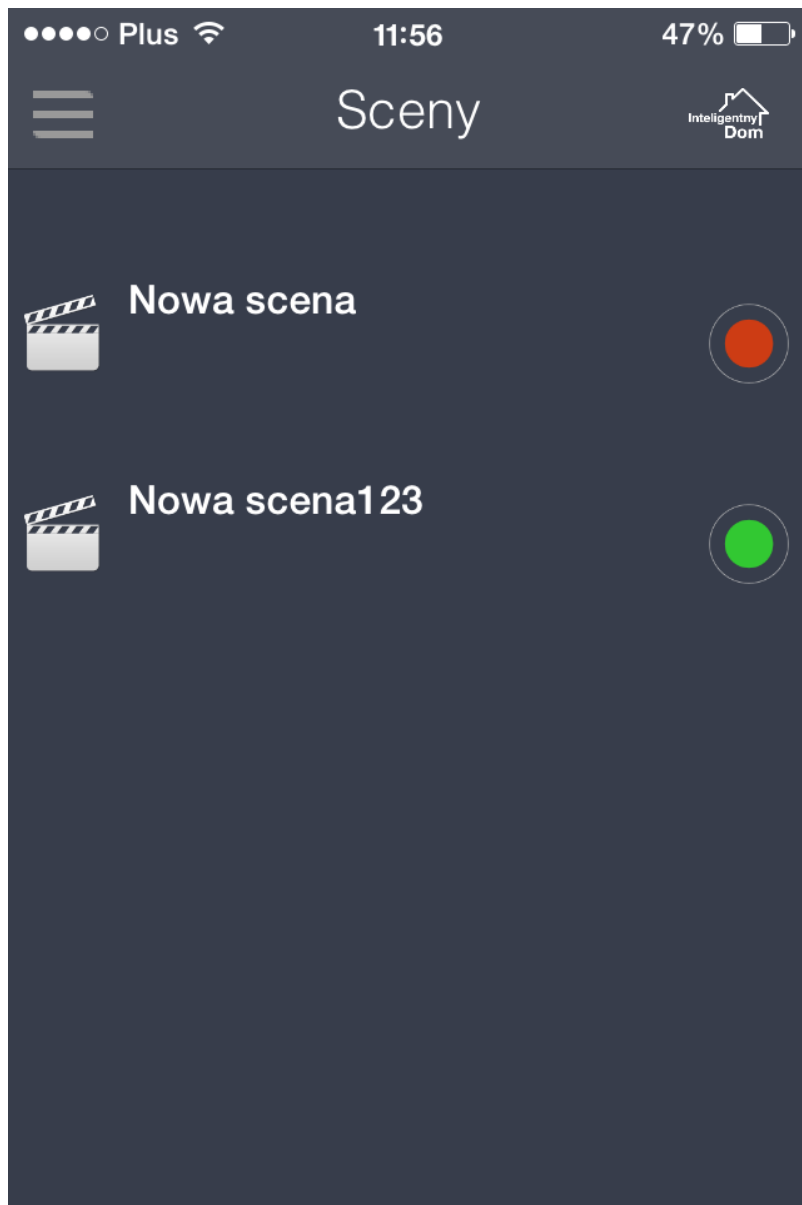 Plus 11:56 47%
Sceny
Inteligentny
Dom
Nowa scena
Nowa scena123